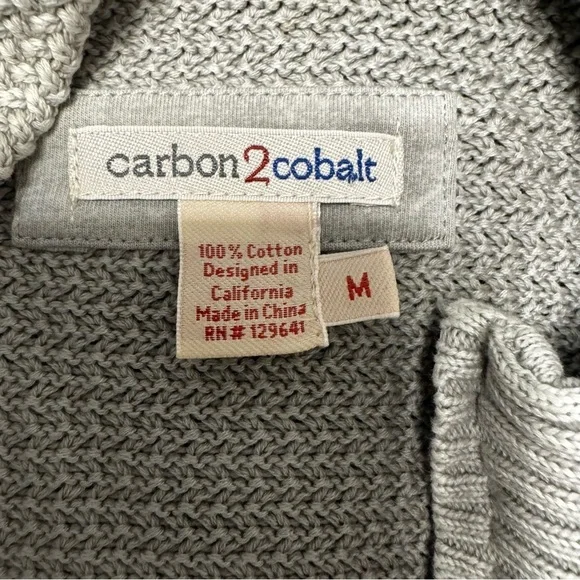 carbon2cobalt
100% Cotton
Designed in
California
Made in China
RN# 129641
M